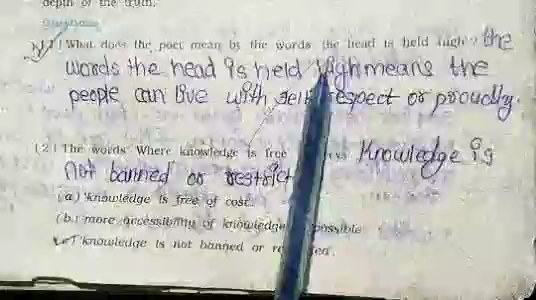 depth of the truth.
Questions
(1) What does the poet mean by the words the head is held high? the
words the head is held high means the
people can live with self respect or proudly.
(2) The words Where knowledge is free Knowledge is
not banned or restrict
(a) knowledge is free of cost.
(b) more accessibility of knowledge possible
knowledge is not banned or